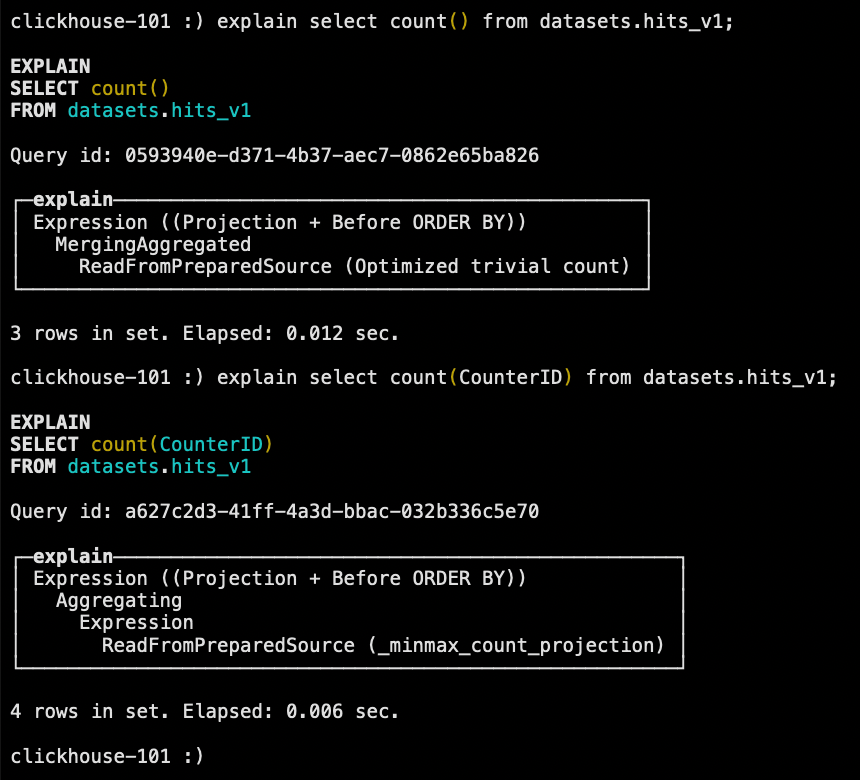 clickhouse-101 :) explain select count() from datasets.hits_v1;
EXPLAIN
SELECT count()
FROM datasets.hits_v1
Query id: 0593940e-d371-4b37-aec7-0862e65ba826
explain
Expression ((Projection + Before ORDER BY))
MergingAggregated
ReadFromPreparedSource (Optimized trivial count)
3 rows in set. Elapsed: 0.012 sec.
clickhouse-101 :) explain select count(CounterID) from datasets.hits_v1;
EXPLAIN
SELECT count(CounterID)
FROM datasets.hits_v1
Query id: a627c2d3-41ff-4a3d-bbac-032b336c5e70
explain
Expression ((Projection + Before ORDER BY))
Aggregating
Expression
ReadFromPreparedSource (_minmax_count_projection)
4 rows in set. Elapsed: 0.006 sec.
clickhouse-101 :)